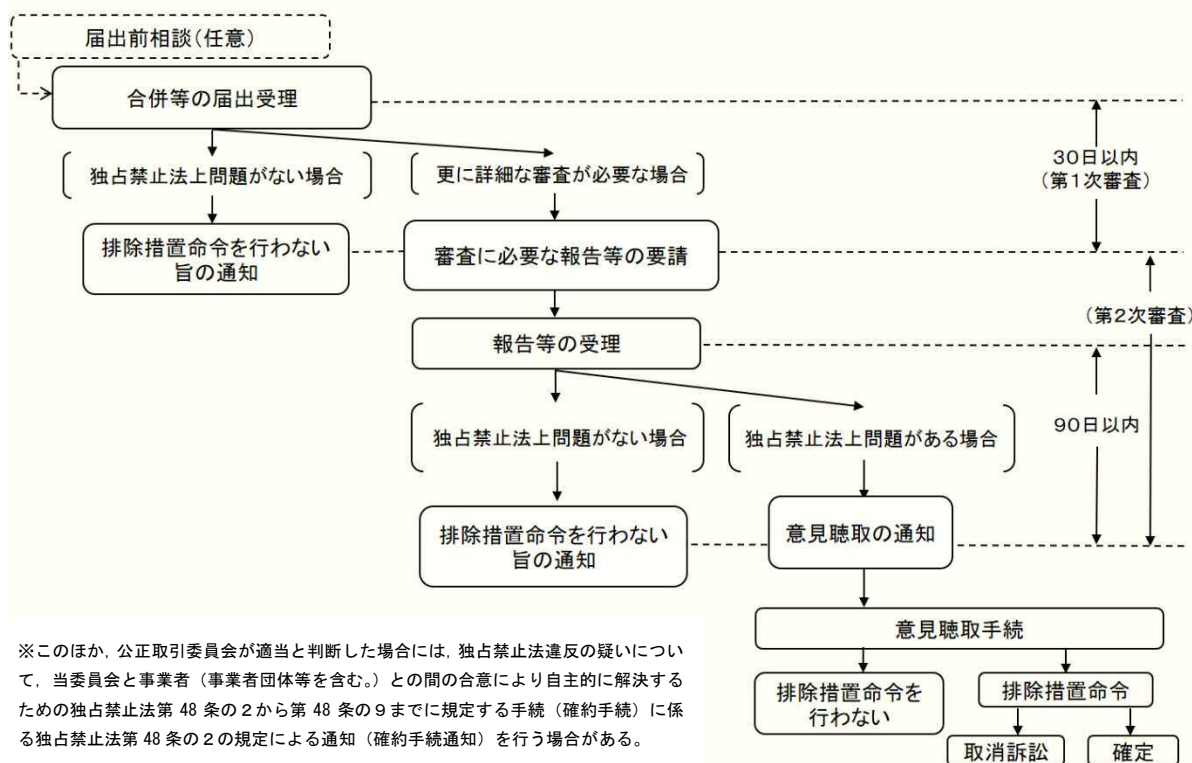 届出前相談(任意)
合併等の届出受理
30日以内
(第1次審査)
独占禁止法上問題がない場合
更に詳細な審査が必要な場合
排除措置命令を行わない
旨の通知
審査に必要な報告等の要請
(第2次審査)
報告等の受理
90日以内
独占禁止法上問題がない場合
独占禁止法上問題がある場合
排除措置命令を行わない
旨の通知
意見聴取の通知
意見聴取手続
排除措置命令を
行わない
排除措置命令
取消訴訟
確定
※このほか,公正取引委員会が適当と判断した場合には,独占禁止法違反の疑いについ
て,当委員会と事業者(事業者団体等を含む。)との間の合意により自主的に解決する
ための独占禁止法第 48 条の2から第 48 条の9までに規定する手続(確約手続)に係
る独占禁止法第 48 条の2の規定による通知(確約手続通知)を行う場合がある。